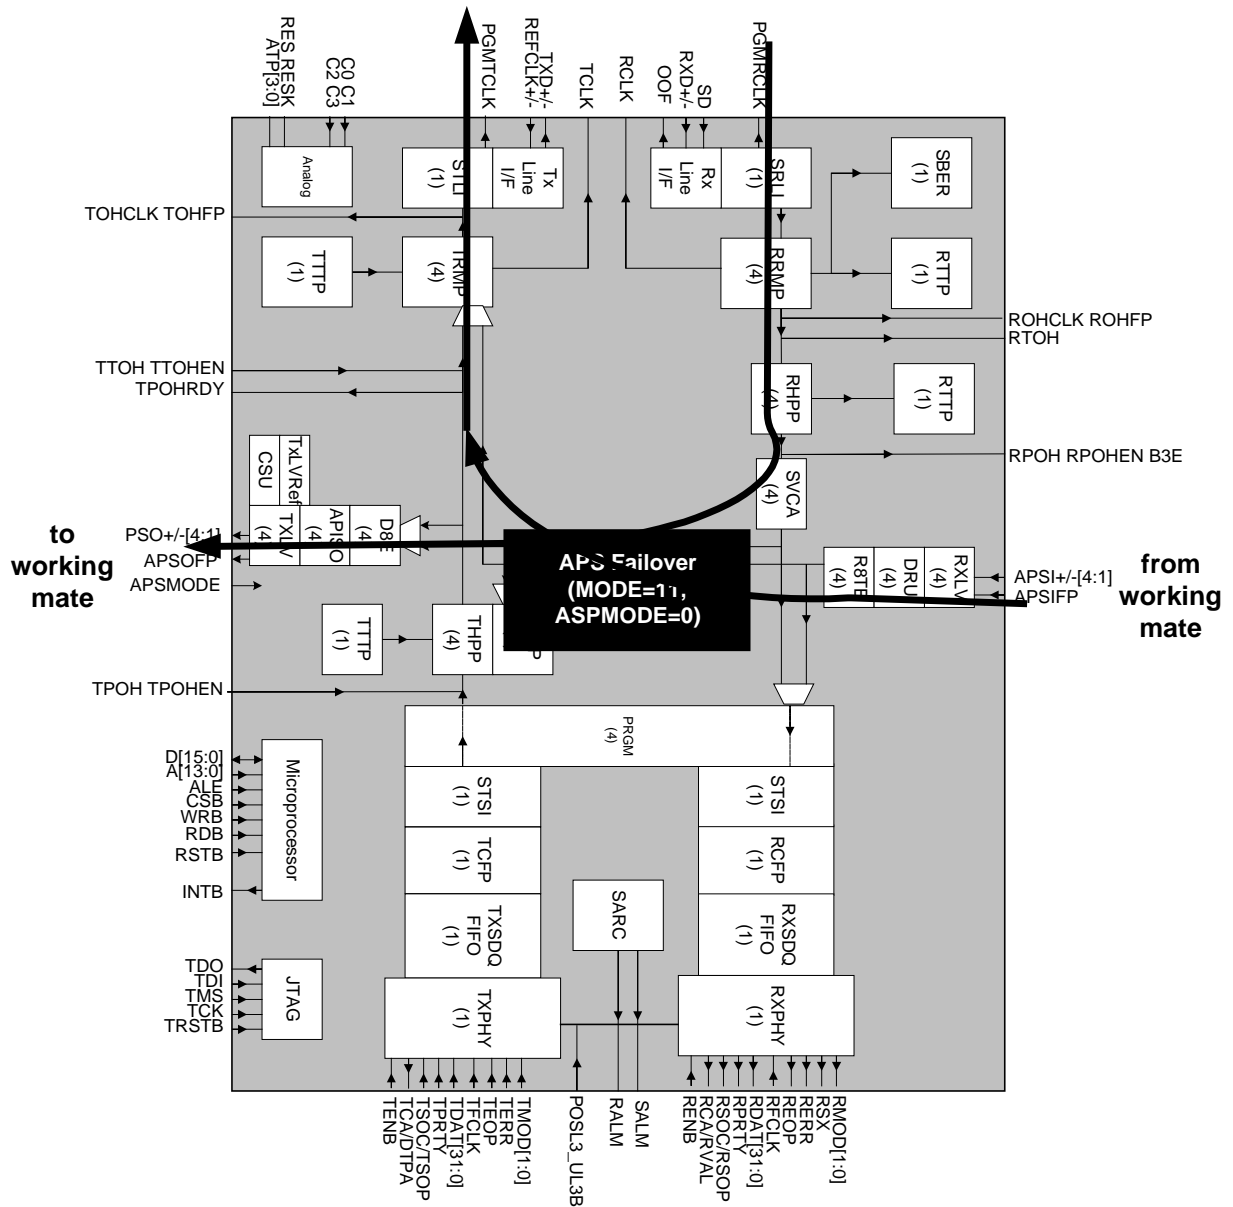 RES RESK
ATP[3:0]
C0 C1
C2 C3
PGMTCLK
REFCLK+/-
TXD+/-
TCLK
RCLK
OOF
RXD+/-
SD
PGMRCLK
Analog
STLI
(1)
Tx
Line
I/F
Rx
Line
I/F
SRLI
(1)
SBER
(1)
TOHCLK TOHFP
TTTP
(1)
TRMP
(4)
RRMP
(4)
RTTP
(1)
ROHCLK ROHFP
RTOH
TTOH TTOHEN
TPOHRDY
RHPP
(4)
RTTP
(1)
RPOH RPOHEN B3E
TxLVRef
CSU
SVCA
(4)
to
working
mate
PSO+/-[4:1]
APSOFP
APSMODE
TXLV
(4)
APISO
(4)
D8E
(4)
APS Failover
(MODE=11,
ASPMODE=0)
R8TE
(4)
DRU
(4)
RXLV
(4)
APSI+/-[4:1]
APSIFP
from
working
mate
TTTP
(1)
THPP
(4)
TPOH TPOHEN
PRGM
(4)
D[15:0]
A[13:0]
ALE
CSB
WRB
RDB
RSTB
INTB
Microprocessor
STSI
(1)
STSI
(1)
TCFP
(1)
RCFP
(1)
SARC
TXSDQ
FIFO
(1)
RXSDQ
FIFO
(1)
TDO
TDI
TMS
TCK
TRSTB
JTAG
TXPHY
(1)
RXPHY
(1)
TENB
TCA/DTPA
TSOC/TSOP
TPRTY
TDAT[31:0]
TFCLK
TEOP
TERR
TMOD[1:0]
POSL3_UL3B
RALM
SALM
RENB
RCA/RVAL
RSOC/RSOP
RPRTY
RDAT[31:0]
RFCLK
REOP
RERR
RSX
RMOD[1:0]